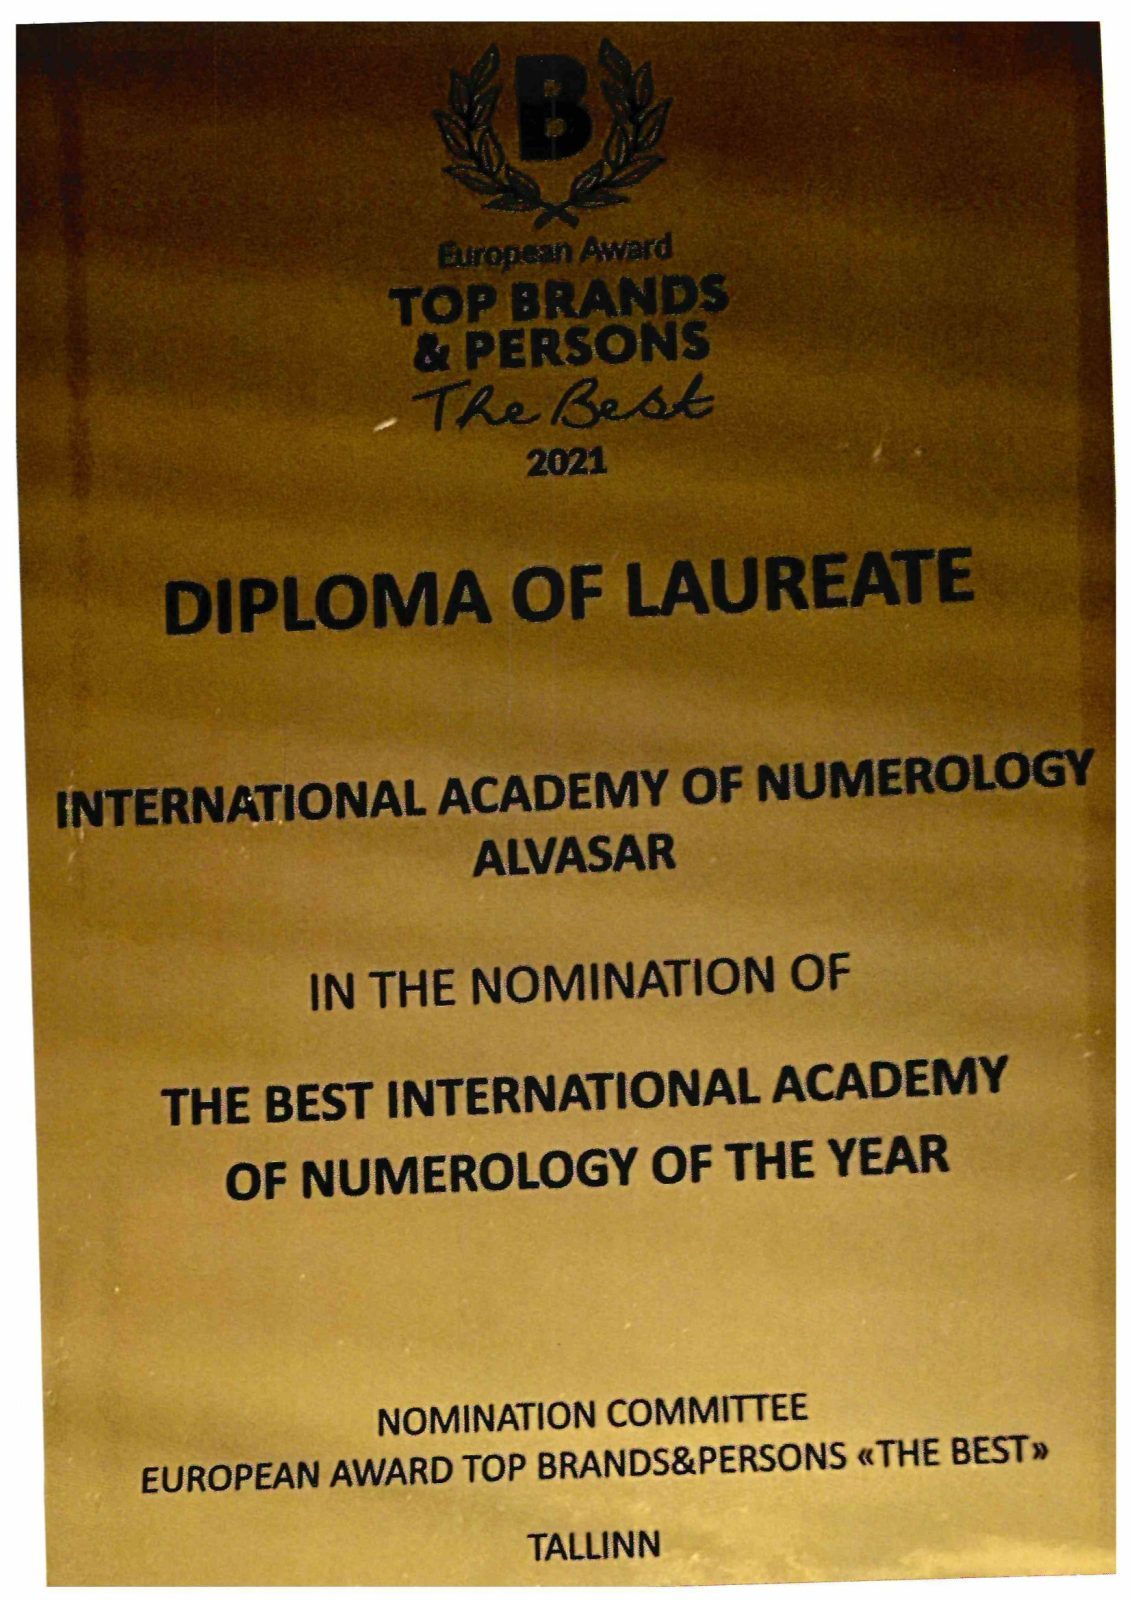 B
European Award
TOP BRANDS
& PERSONS
The Best
2021
DIPLOMA OF LAUREATE
INTERNATIONAL ACADEMY OF NUMEROLOGY
ALVASAR
IN THE NOMINATION OF
THE BEST INTERNATIONAL ACADEMY
OF NUMEROLOGY OF THE YEAR
NOMINATION COMMITTEE
EUROPEAN AWARD TOP BRANDS&PERSONS «THE BEST»
TALLINN